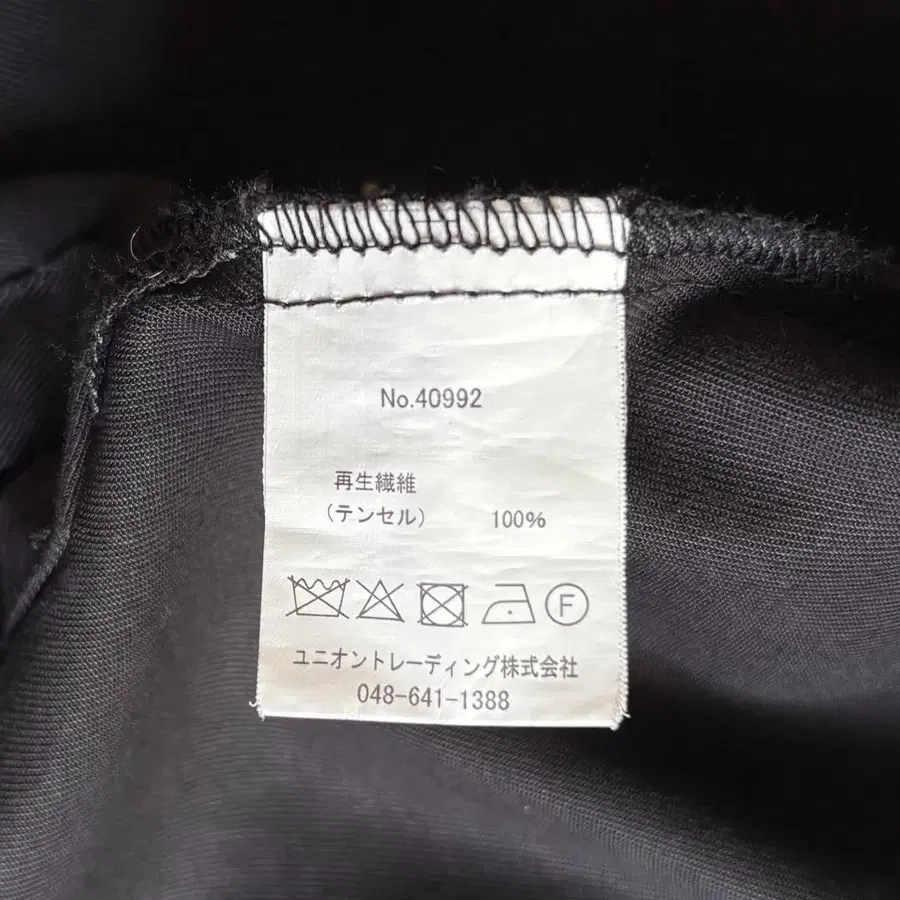 No.40992
再生繊維
(テンセル) 100%
F
ユニオントレーディング株式会社
048-641-1388